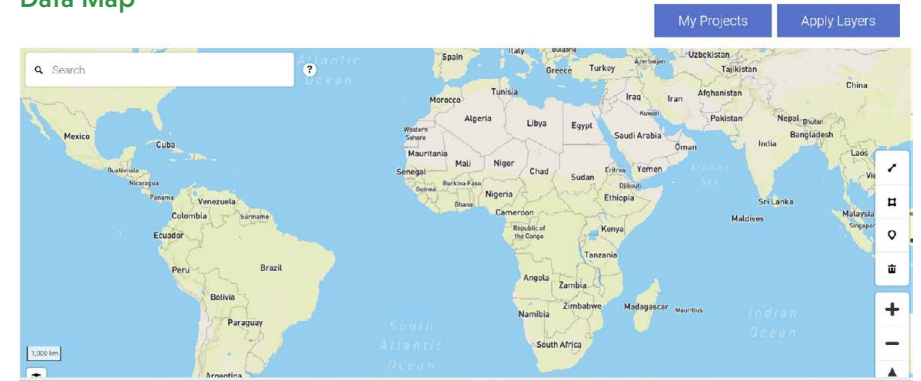 Data Map
My Projects
Apply Layers
Search
?
Atlantic
Ocean
Spain
Italy
Bulgaria
Greece
Turkey
Azerbaijan
Uzbekistan
Tajikistan
China
Morocco
Tunisia
Algeria
Libya
Egypt
Iraq
Iran
Afghanistan
Kuwait
Pakistan
Nepal
Bhutan
Bangladesh
India
Saudi Arabia
Oman
Western
Sahara
Mexico
Cuba
Mauritania
Mali
Niger
Chad
Sudan
Eritrea
Yemen
Arabian
Sea
Laos
Guatemala
Nicaragua
Senegal
Guinea
Burkina Faso
Ghana
Nigeria
Djibouti
Ethiopia
Panama
Venezuela
Colombia
Suriname
Cameroon
Sri Lanka
Maldives
Malaysia
Singapor
Ecuador
Republic of
the Congo
Kenya
Peru
Brazil
Tanzania
Angola
Zambia
Bolivia
Zimbabwe
Namibia
Madagascar
Mauritius
Indian
Ocean
Paraguay
South
Atlantic
Ocean
South Africa
1,000 km
Argentina